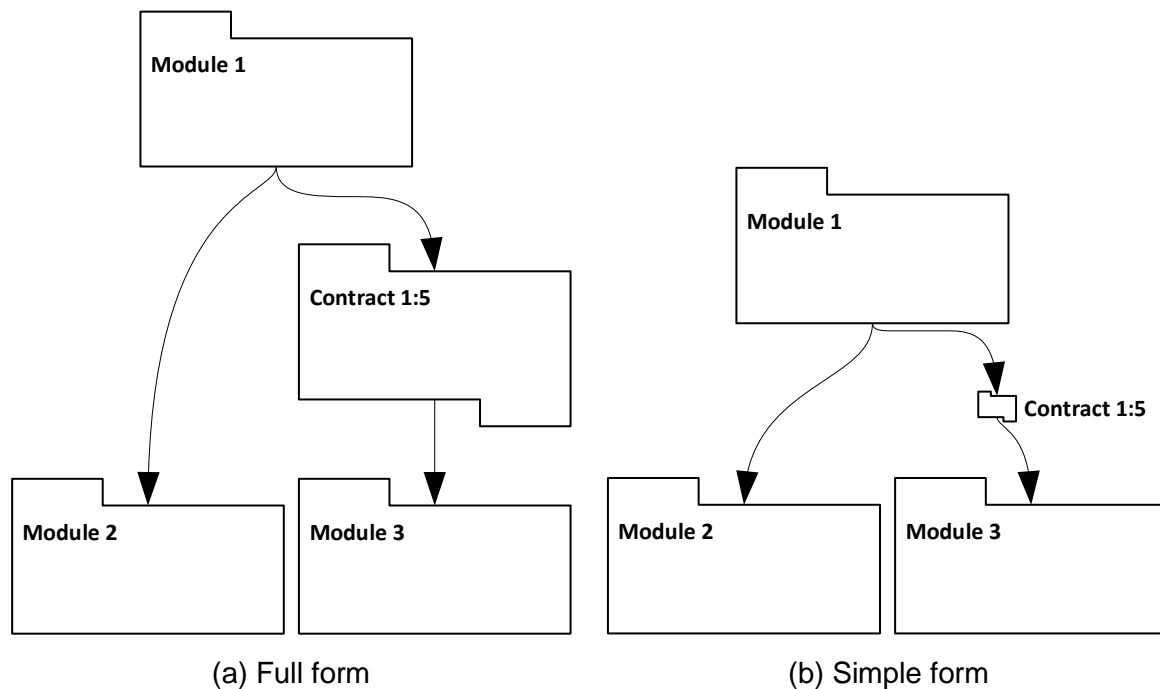 Module 1
Contract 1:5
Module 2
Module 3
(a) Full form
Module 1
Contract 1:5
Module 2
Module 3
(b) Simple form